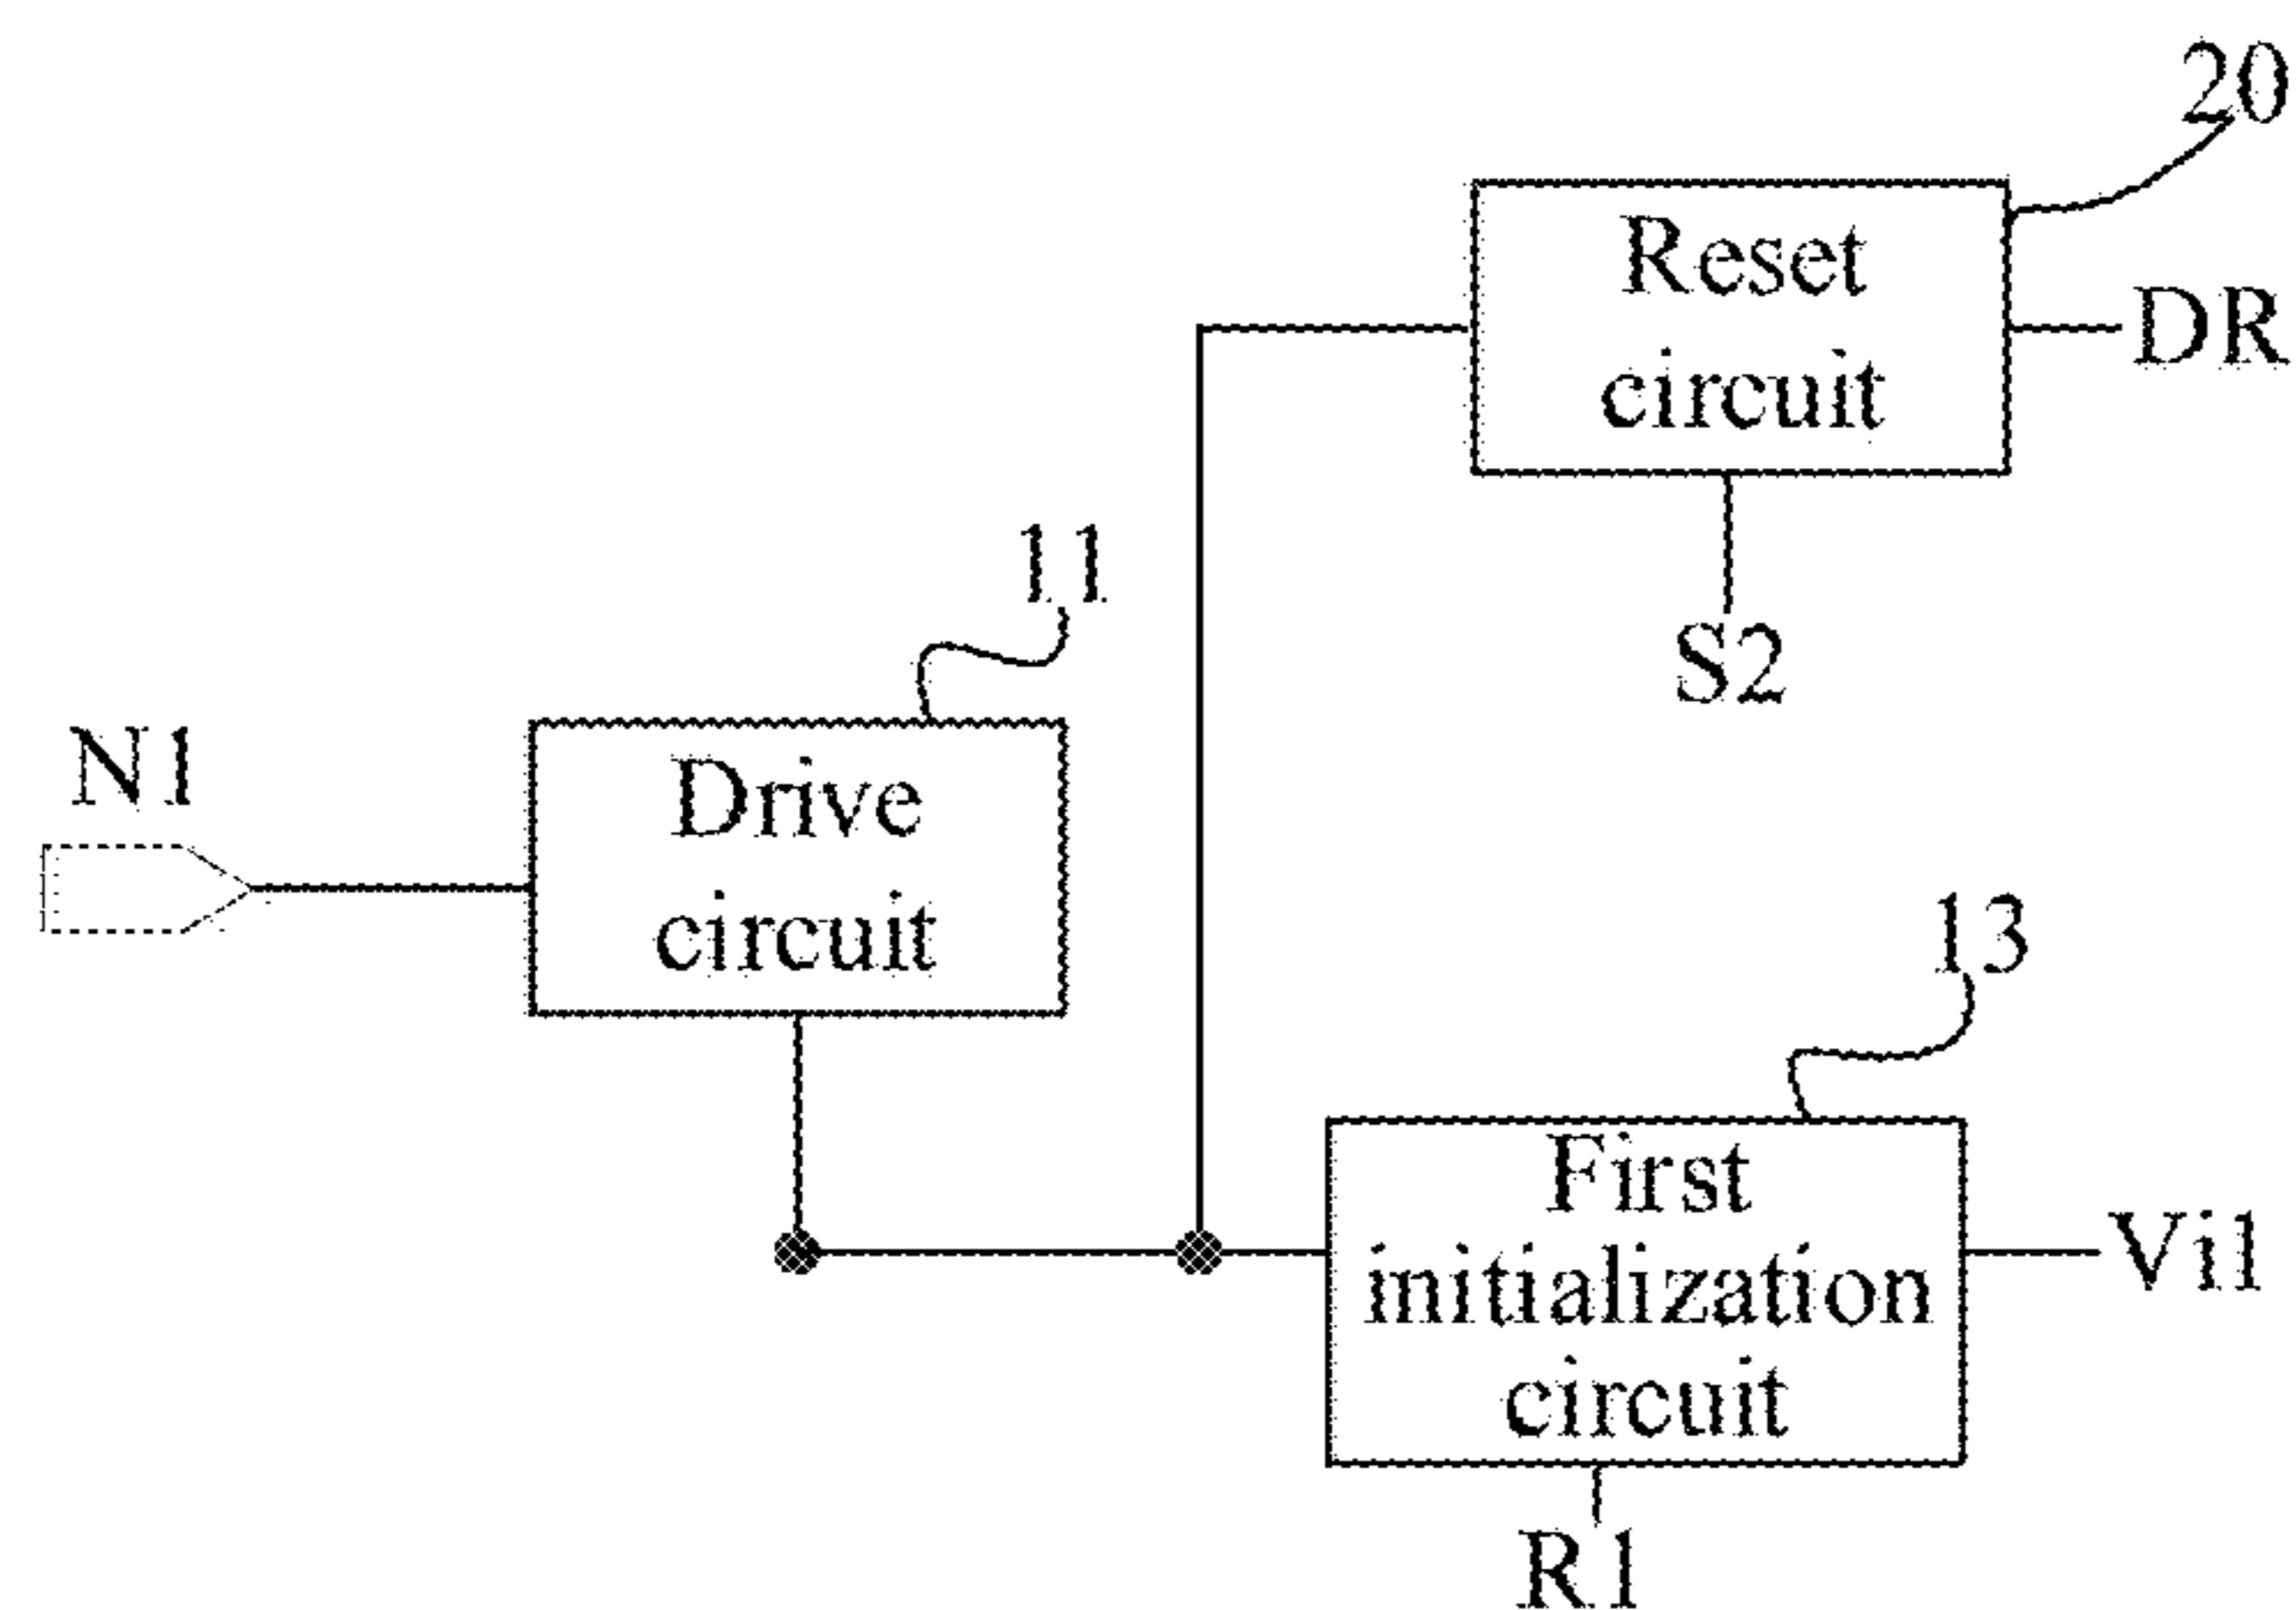 20
Reset
circuit
DR
S2
11
N1
Drive
circuit
13
First
initialization
circuit
Vi1
R1